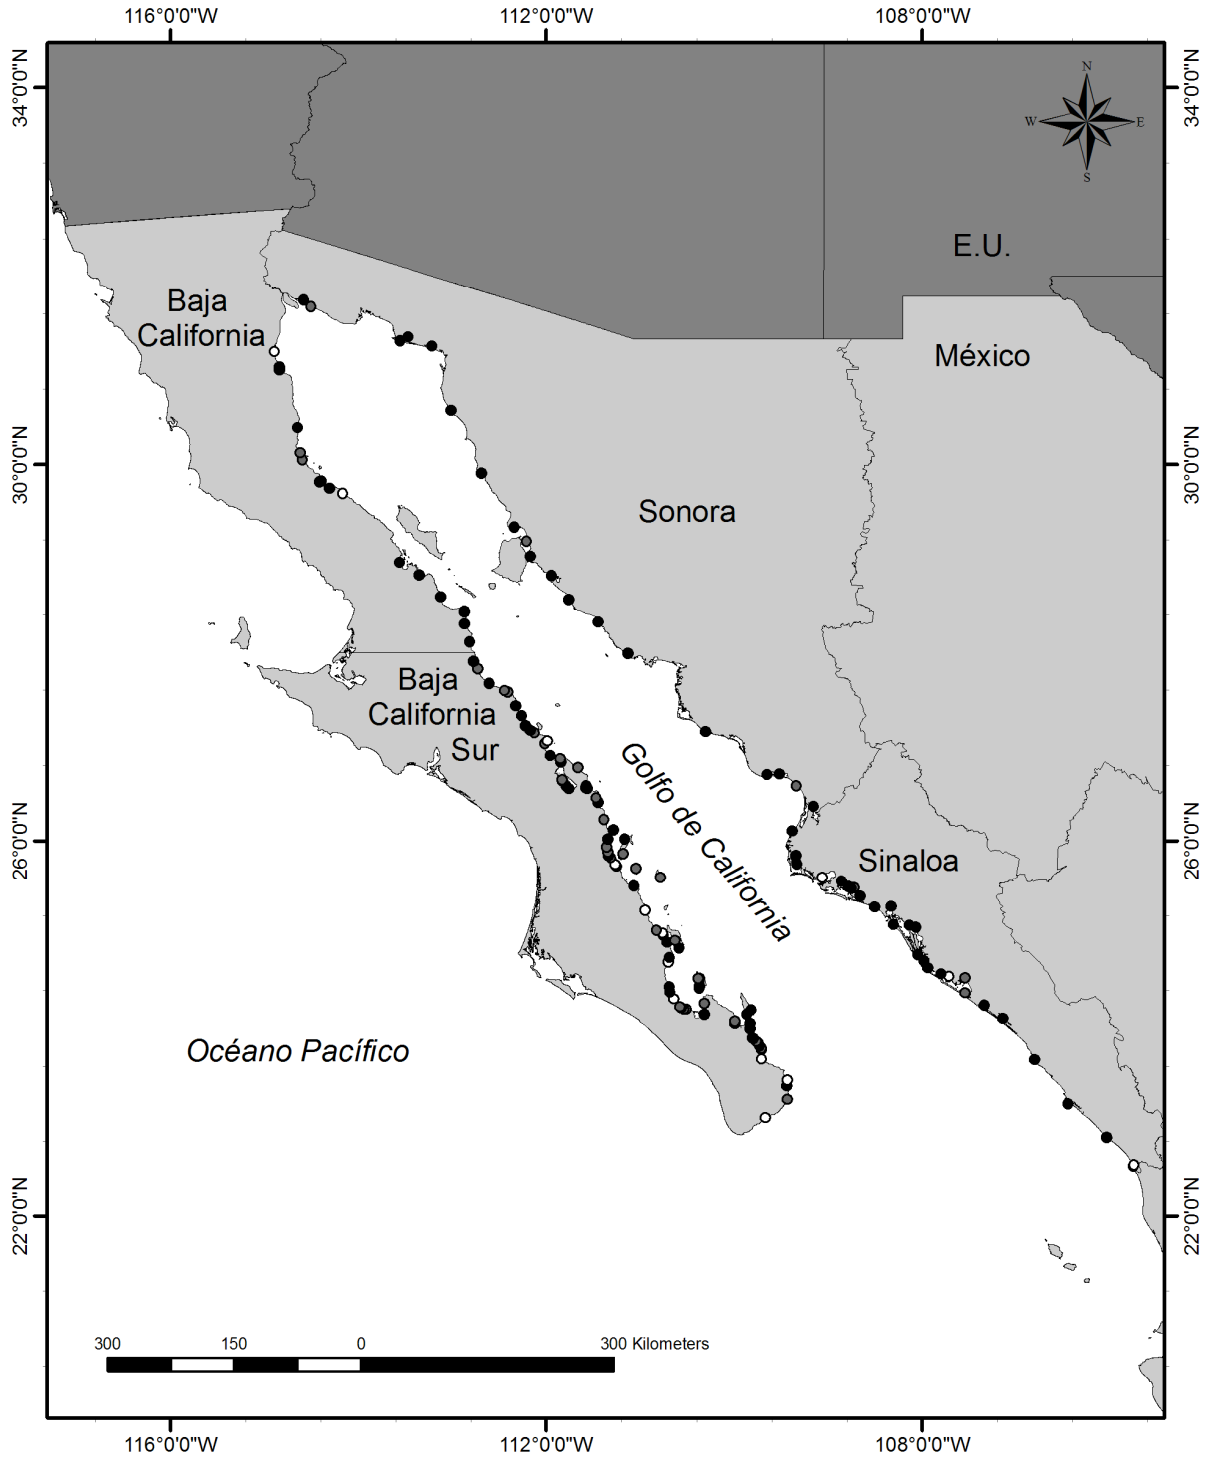 116°0'0"W 112°0'0"W 108°0'0"W
34°0'0"N
34°0'0"N
N
W E
S
E.U.
Baja
California
México
30°0'0"N
30°0'0"N
Sonora
Baja
California
Sur
Golfo de California
26°0'0"N
26°0'0"N
Sinaloa
Océano Pacífico
22°0'0"N
22°0'0"N
300 150 0 300 Kilometers
116°0'0"W 112°0'0"W 108°0'0"W